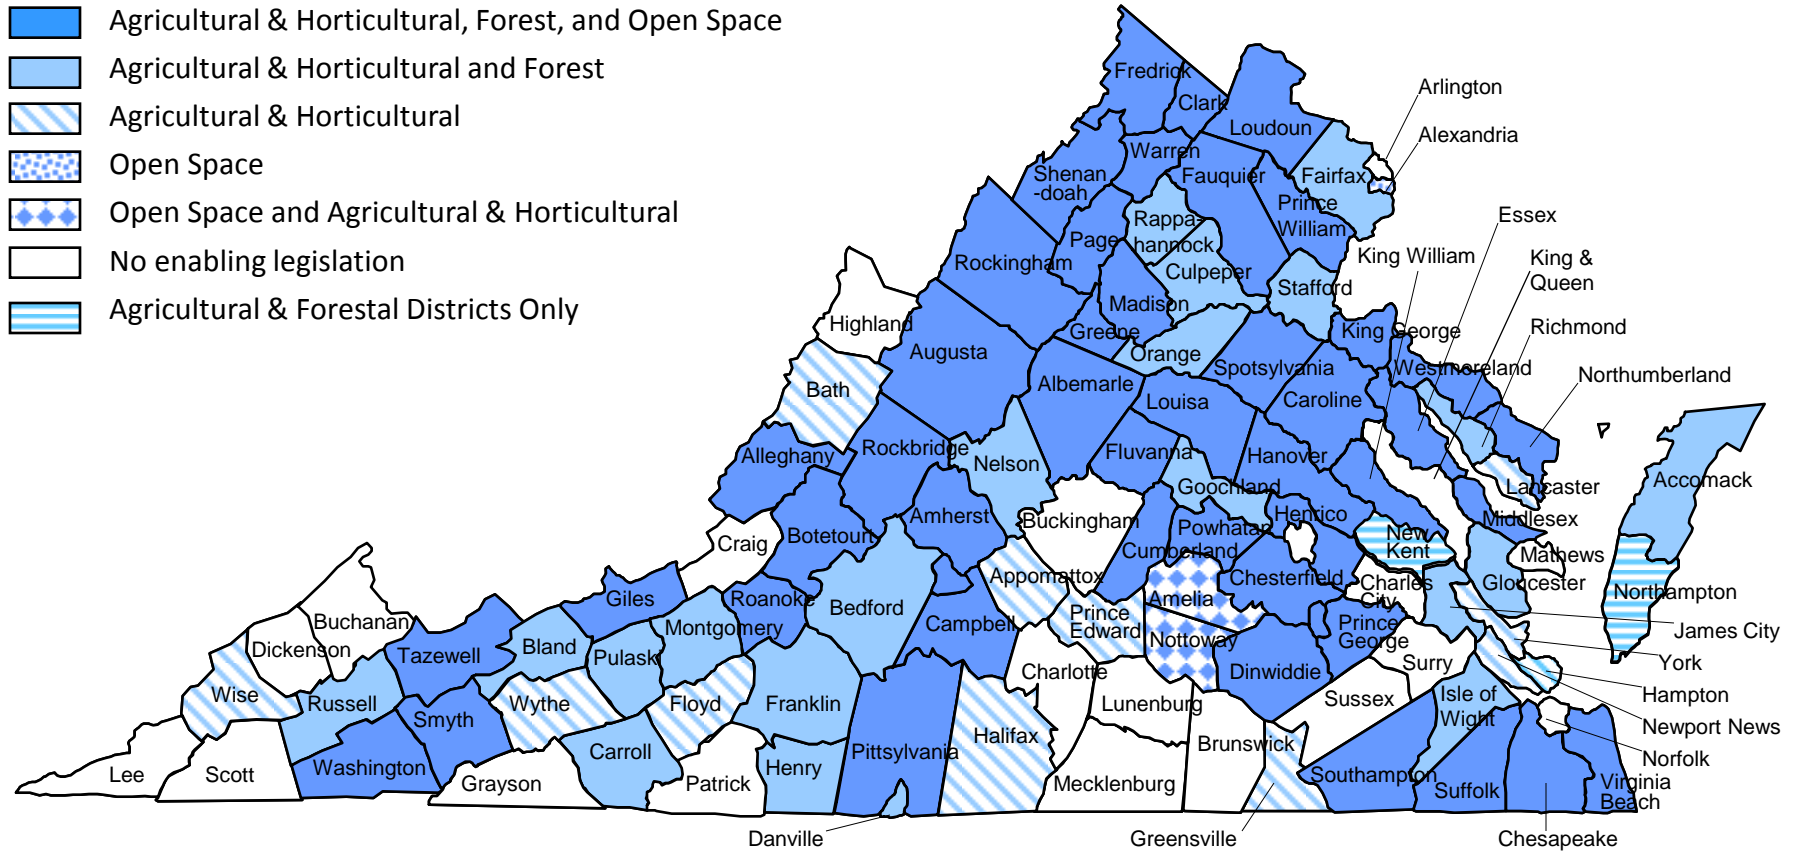 Agricultural & Horticultural, Forest, and Open Space
Agricultural & Horticultural and Forest
Agricultural & Horticultural
Open Space
Open Space and Agricultural & Horticultural
No enabling legislation
Agricultural & Forestal Districts Only
Fredrick
Clark
Loudoun
Arlington
Alexandria
Warren
Shenan
-doah
Fauquier
Fairfax
Prince
William
Page
Rappa-
hannock
Essex
King William
King &
Queen
Rockingham
Culpeper
Stafford
Madison
Highland
Greene
King George
Richmond
Augusta
Orange
Spotsylvania
Westmoreland
Northumberland
Bath
Albemarle
Louisa
Caroline
Alleghany
Rockbridge
Nelson
Fluvanna
Hanover
Goochland
Lancaster
Accomack
Craig
Botetourt
Amherst
Buckingham
Powhatan
Henrico
Cumberland
New
Kent
Middlesex
Mathews
Appomattox
Chesterfield
Charles
City
Gloucester
Northampton
Giles
Roanoke
Bedford
Amelia
Buchanan
Montgomery
Campbell
Prince
Edward
Nottoway
Prince
George
James City
Dickenson
Tazewell
Bland
Pulask
York
Wise
Russell
Wythe
Floyd
Franklin
Charlotte
Dinwiddie
Surry
Hampton
Smyth
Lunenburg
Sussex
Isle of
Wight
Newport News
Carroll
Halifax
Brunswick
Norfolk
Lee
Scott
Washington
Grayson
Patrick
Henry
Pittsylvania
Mecklenburg
Southampton
Suffolk
Virginia
Beach
Danville
Greensville
Chesapeake